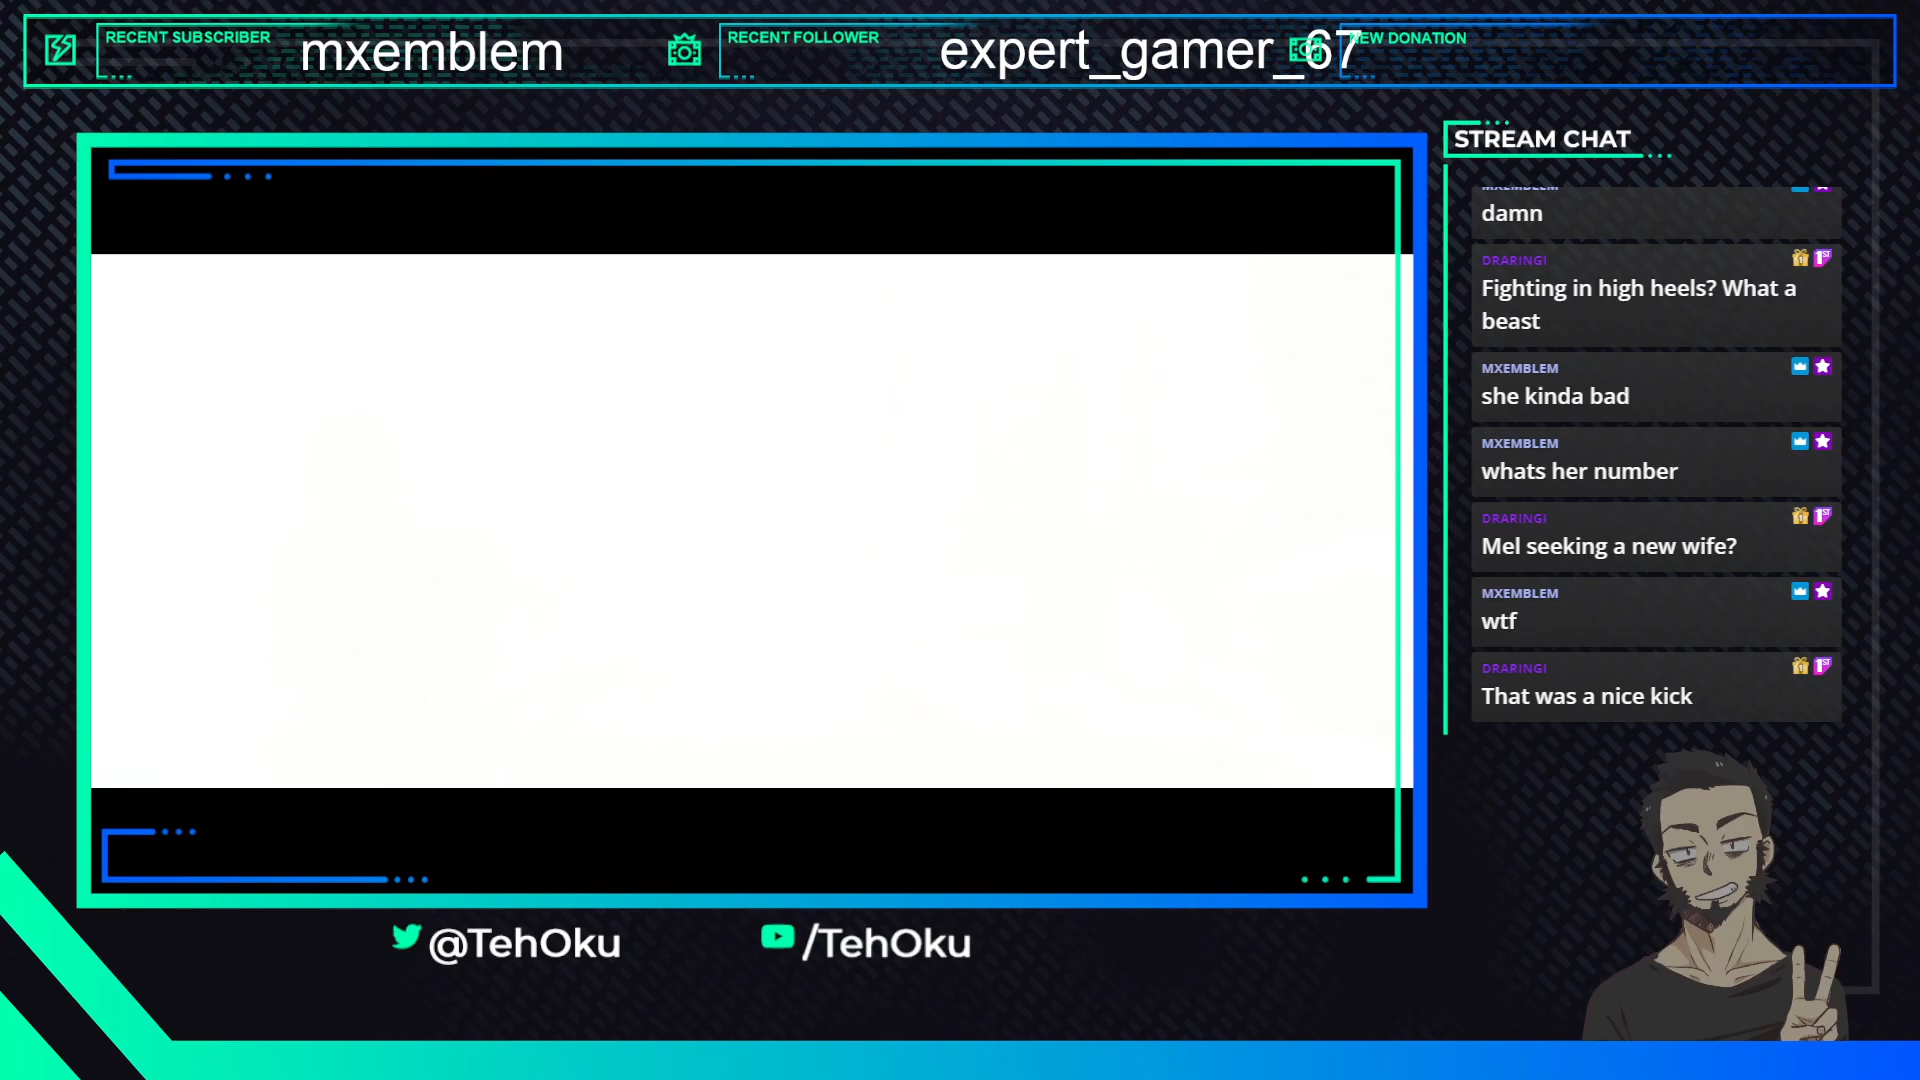 RECENT SUBSCRIBER
mxemblem
RECENT FOLLOWER
expert_gamer_67
NEW DONATION
STREAM CHAT
MXEMBLEM
damn
DRARINGI
Fighting in high heels? What a
beast
MXEMBLEM
she kinda bad
MXEMBLEM
whats her number
DRARINGI
Mel seeking a new wife?
MXEMBLEM
wtf
DRARINGI
That was a nice kick
@TehOku
/TehOku